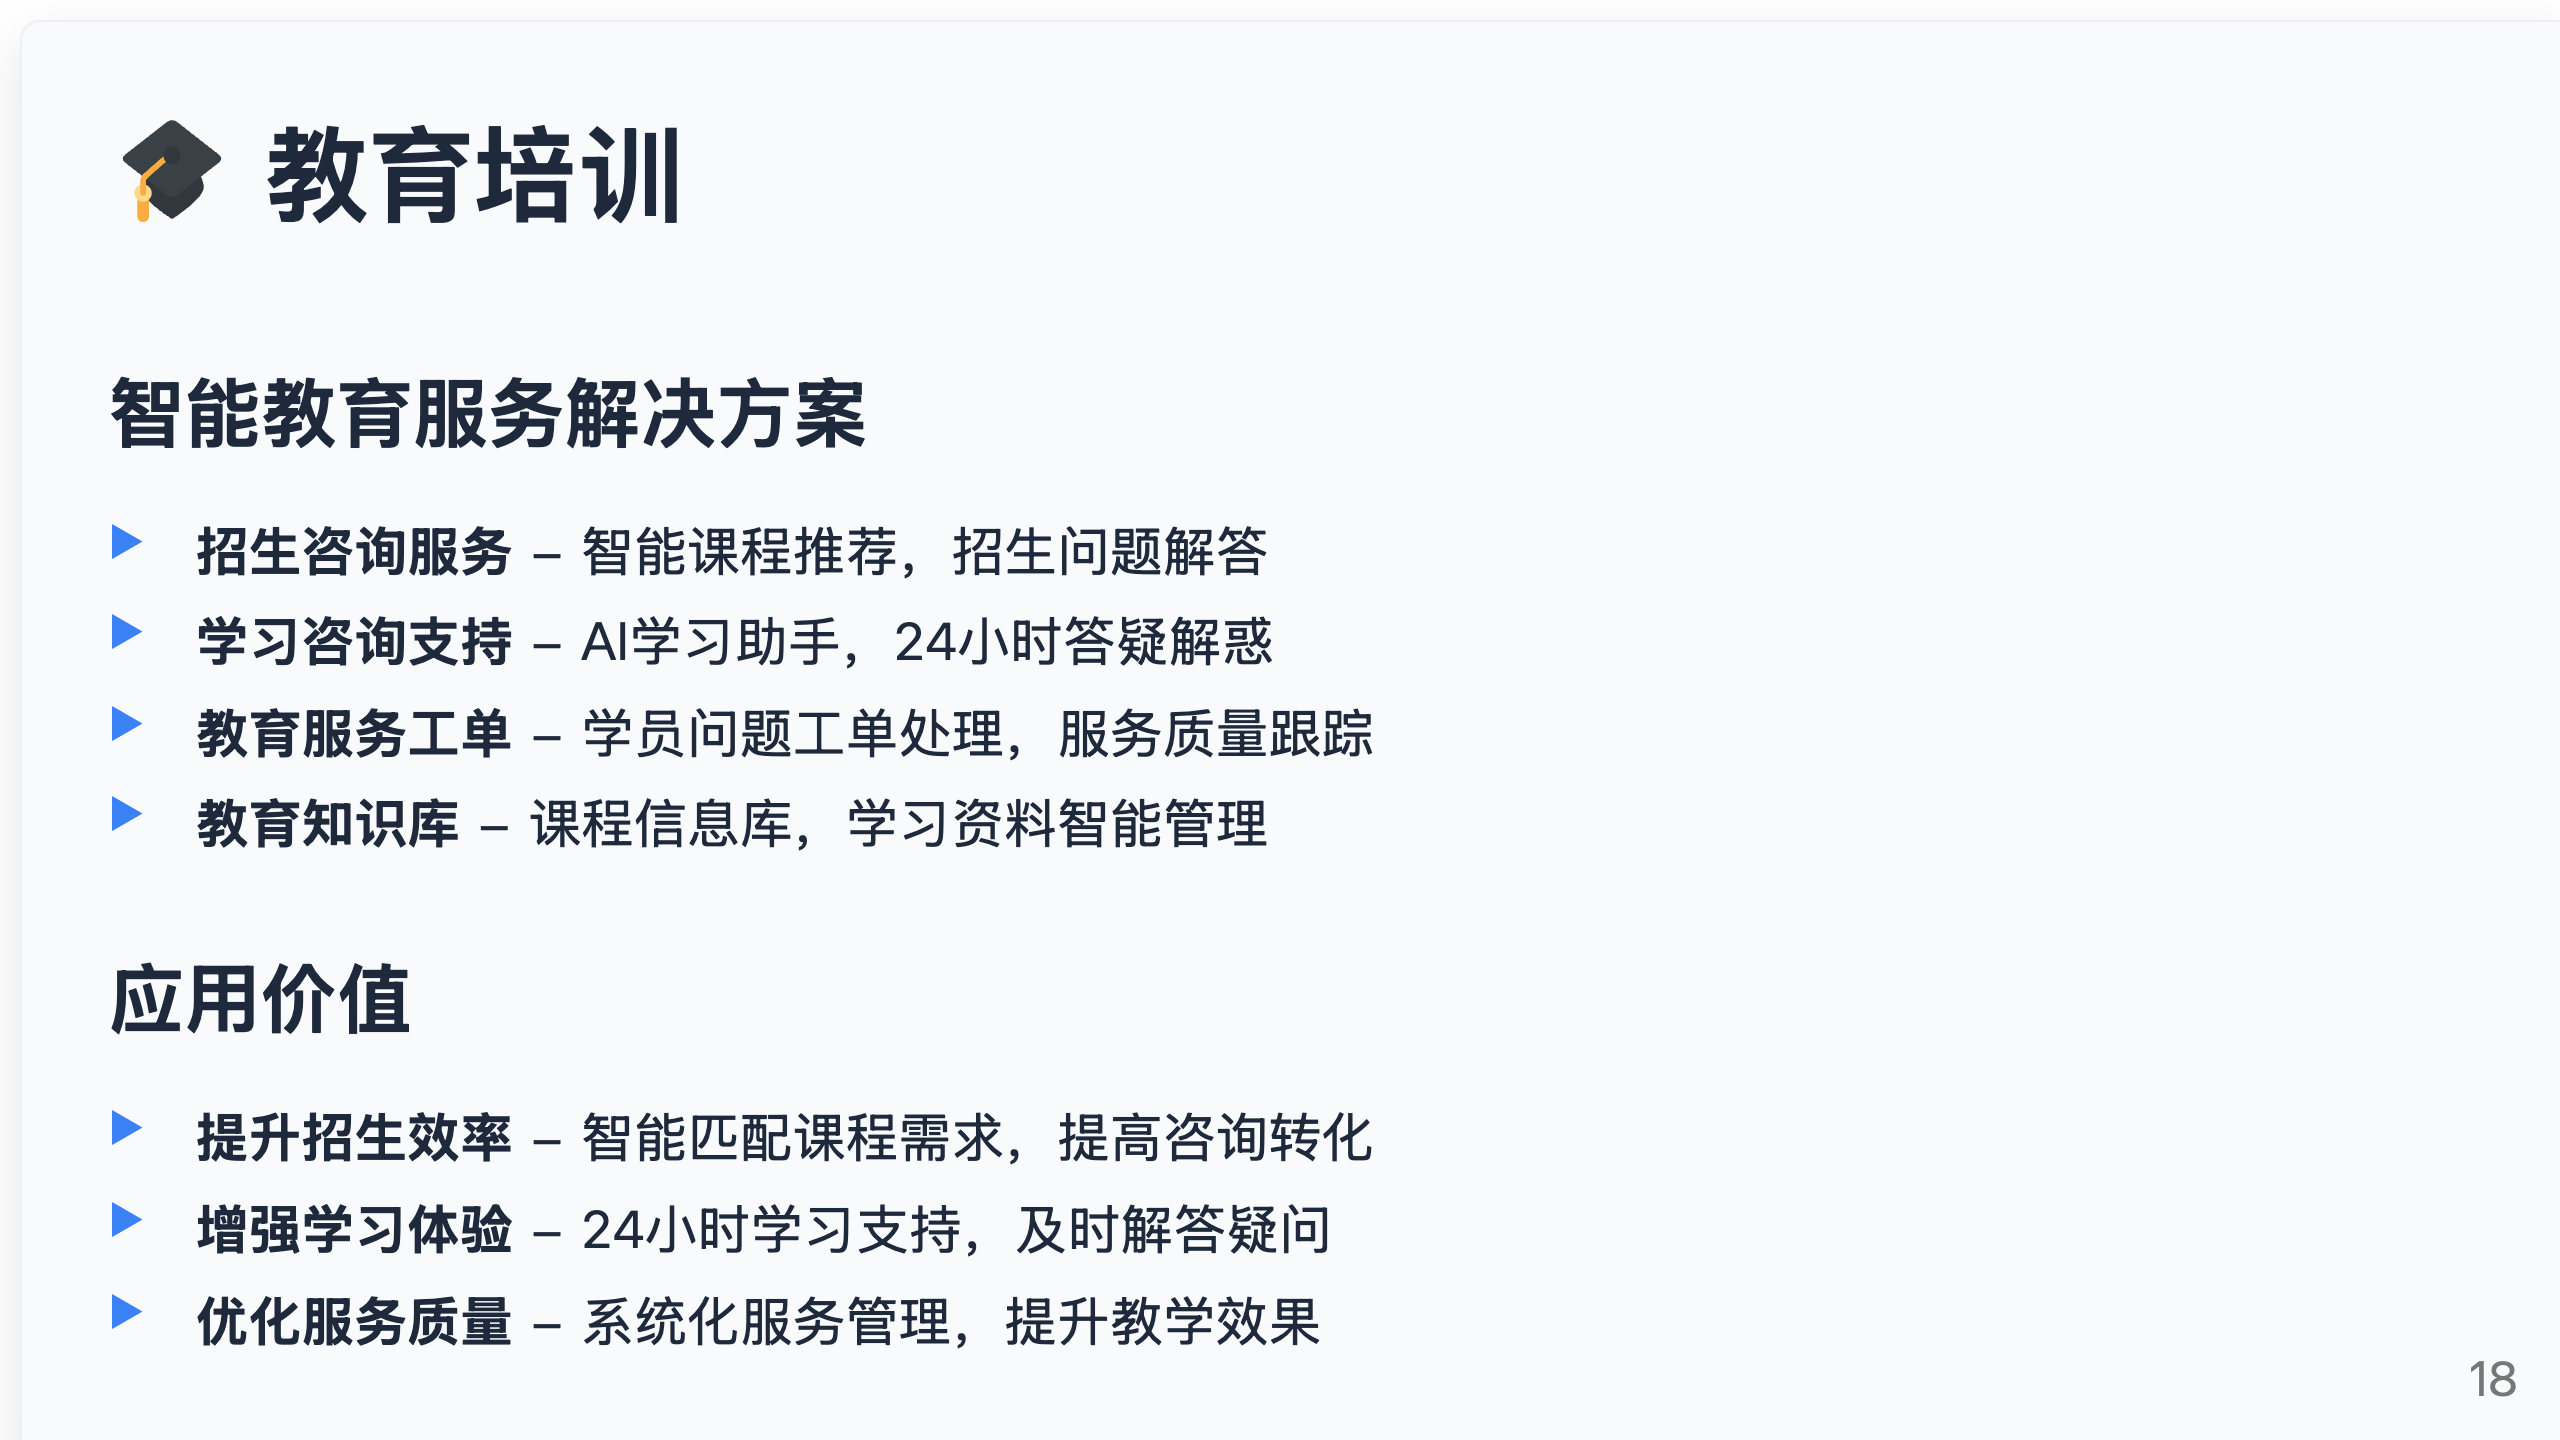 教育培训
智能教育服务解决方案
招生咨询服务 – 智能课程推荐，招生问题解答
学习咨询支持 – AI学习助手，24小时答疑解惑
教育服务工单 – 学员问题工单处理，服务质量跟踪
教育知识库 – 课程信息库，学习资料智能管理
应用价值
提升招生效率 – 智能匹配课程需求，提高咨询转化
增强学习体验 – 24小时学习支持，及时解答疑问
优化服务质量 – 系统化服务管理，提升教学效果
18